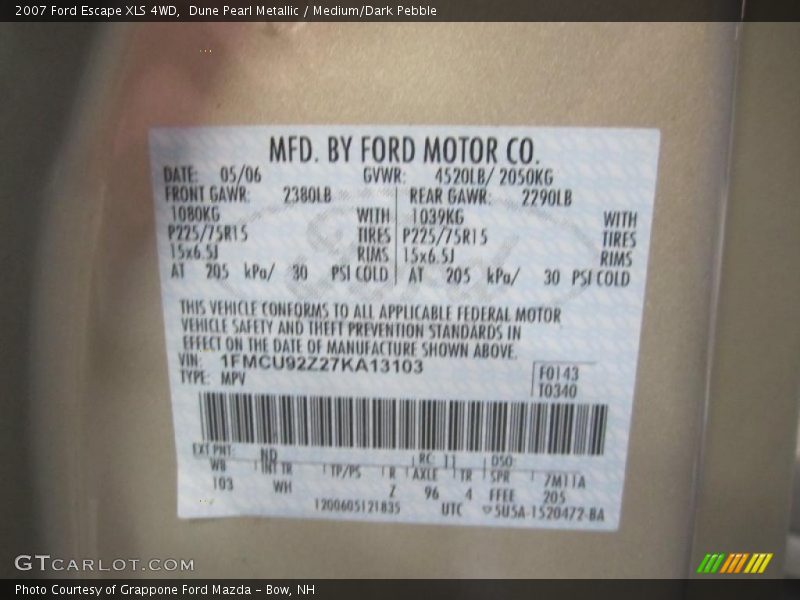 2007 Ford Escape XLS 4WD, Dune Pearl Metallic / Medium/Dark Pebble
MFD. BY FORD MOTOR CO.
DATE: 05/06 GVWR: 4520LB/ 2050KG
FRONT GAWR: 2380LB REAR GAWR: 2290LB
1080KG WITH 1039KG WITH
P225/75R15 TIRES P225/75R15 TIRES
15x6.5J RIMS 15x6.5J RIMS
AT 205 kPa/ 30 PSI COLD AT 205 kPa/ 30 PSI COLD
THIS VEHICLE CONFORMS TO ALL APPLICABLE FEDERAL MOTOR
VEHICLE SAFETY AND THEFT PREVENTION STANDARDS IN
EFFECT ON THE DATE OF MANUFACTURE SHOWN ABOVE.
VIN: 1FMCU92Z27KA13103
TYPE: MPV
F0143
T0340
EXT PNT: ND RC: 11 DSO:
W8 INT TR TP/PS R AXLE TR SPR 7M11A
103 WH Z 96 4 FFEE 205
1200605121835 UTC 5U5A-1520472-BA
GTCARLOT.COM
Photo Courtesy of Grappone Ford Mazda – Bow, NH